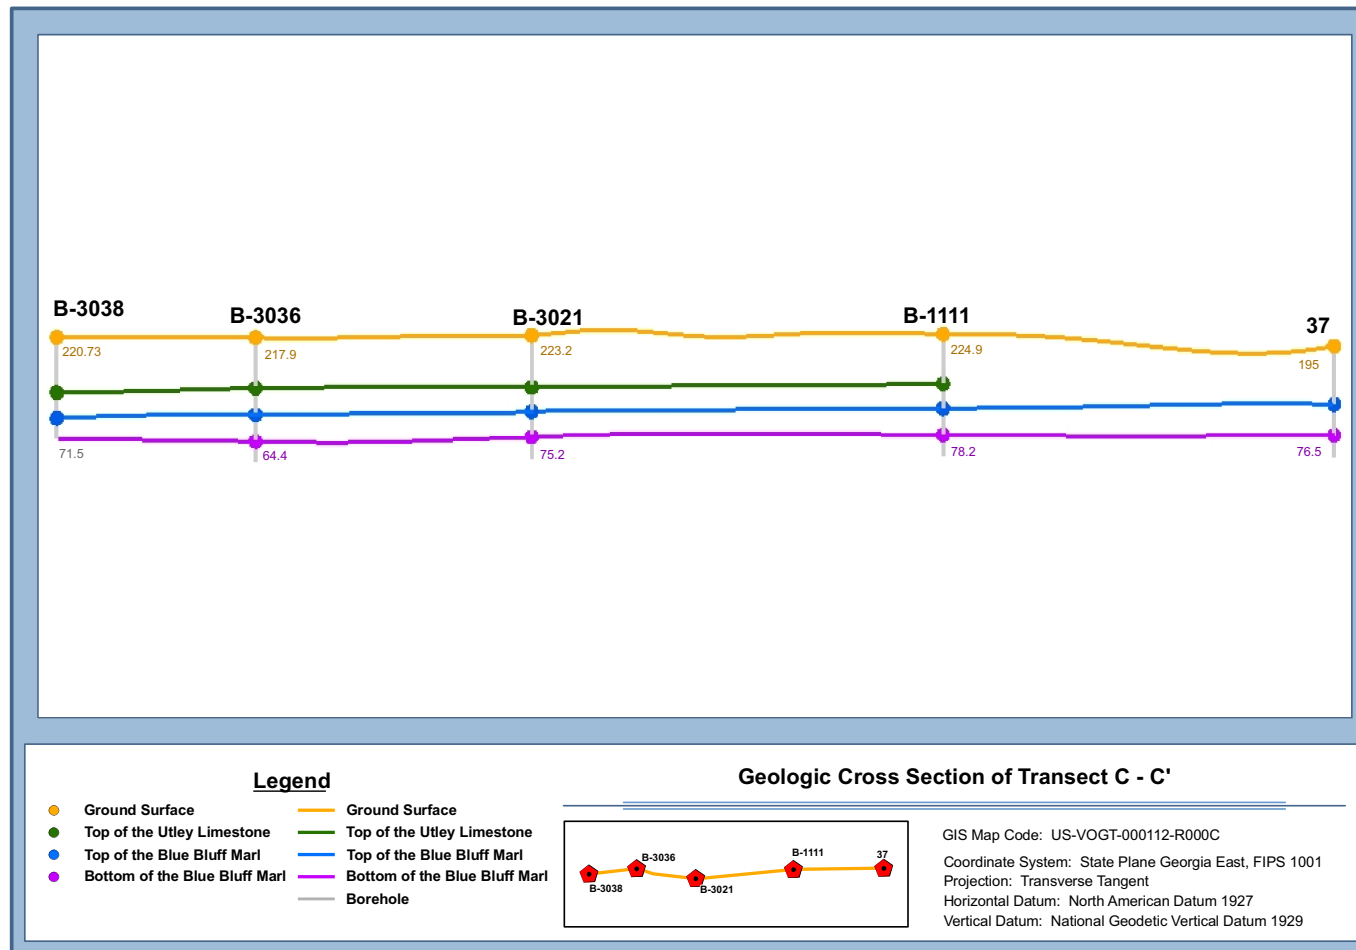 B-3038
B-3036
B-3021
B-1111
37
220.73
217.9
223.2
224.9
195
71.5
64.4
75.2
78.2
76.5
Legend
Ground Surface
Top of the Utley Limestone
Top of the Blue Bluff Marl
Bottom of the Blue Bluff Marl
Ground Surface
Top of the Utley Limestone
Top of the Blue Bluff Marl
Bottom of the Blue Bluff Marl
Borehole
Geologic Cross Section of Transect C - C'
B-3038
B-3036
B-3021
B-1111
37
GIS Map Code: US-VOGT-000112-R000C
Coordinate System: State Plane Georgia East, FIPS 1001
Projection: Transverse Tangent
Horizontal Datum: North American Datum 1927
Vertical Datum: National Geodetic Vertical Datum 1929